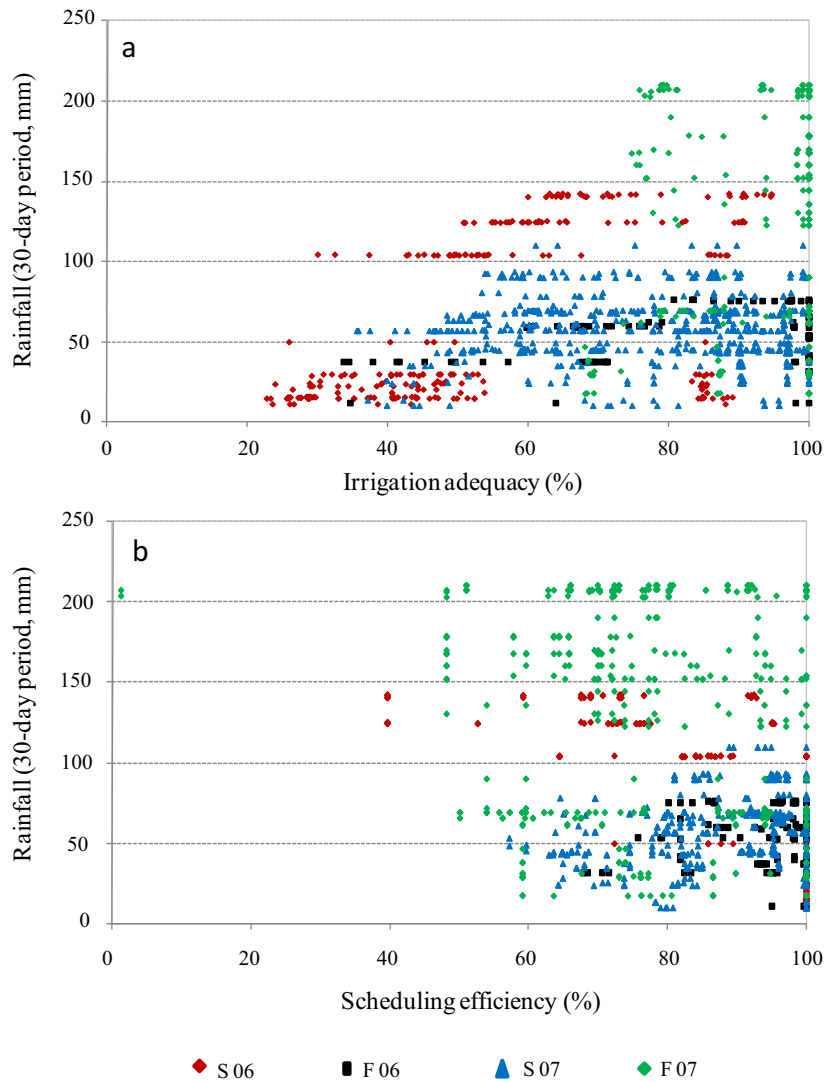 a
Rainfall (30-day period, mm)
250
200
150
100
50
0
0 20 40 60 80 100
Irrigation adequacy (%)
b
Rainfall (30-day period, mm)
250
200
150
100
50
0
0 20 40 60 80 100
Scheduling efficiency (%)
S 06 F 06 S 07 F 07